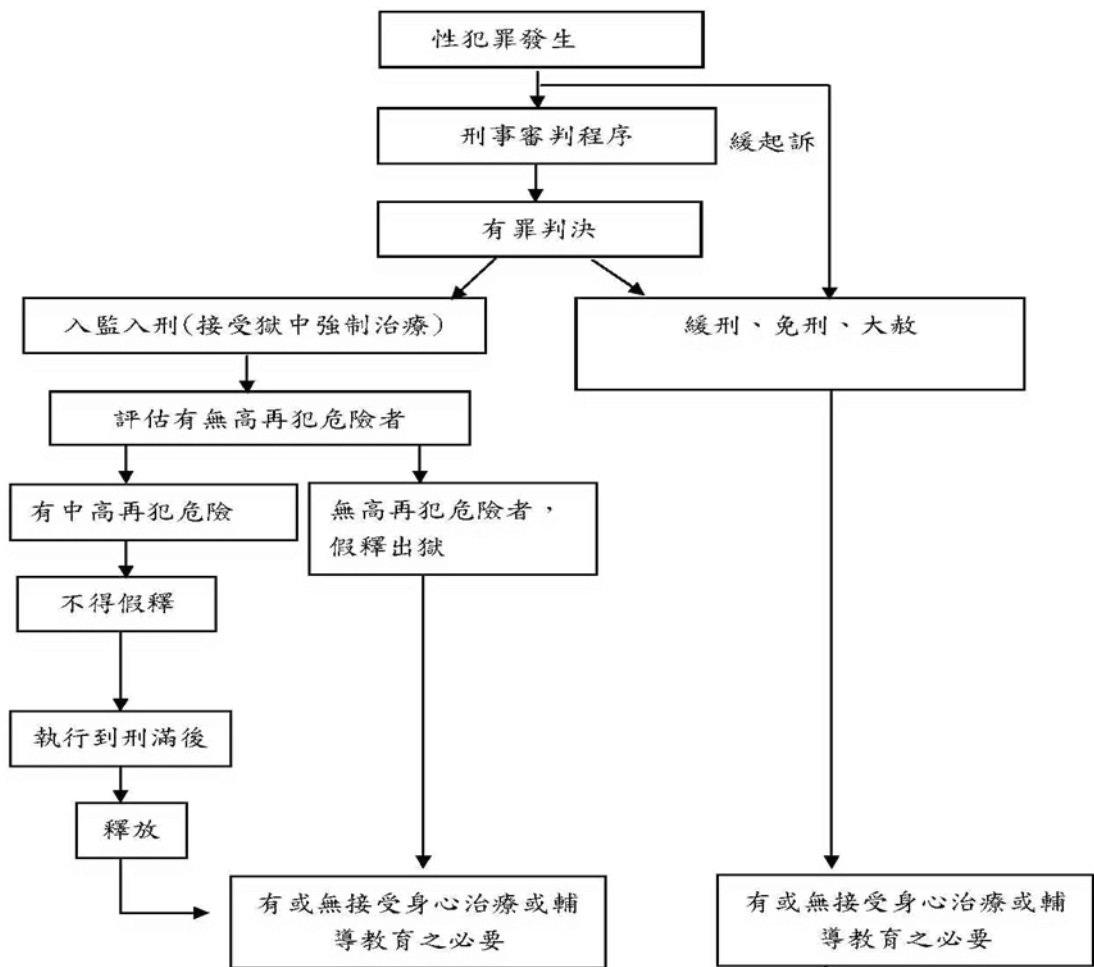 性犯罪發生
刑事審判程序
緩起訴
有罪判決
入監入刑(接受獄中強制治療)
緩刑、免刑、大赦
評估有無高再犯危險者
有中高再犯危險
無高再犯危險者，
假釋出獄
不得假釋
執行到刑滿後
釋放
有或無接受身心治療或輔
導教育之必要
有或無接受身心治療或輔
導教育之必要